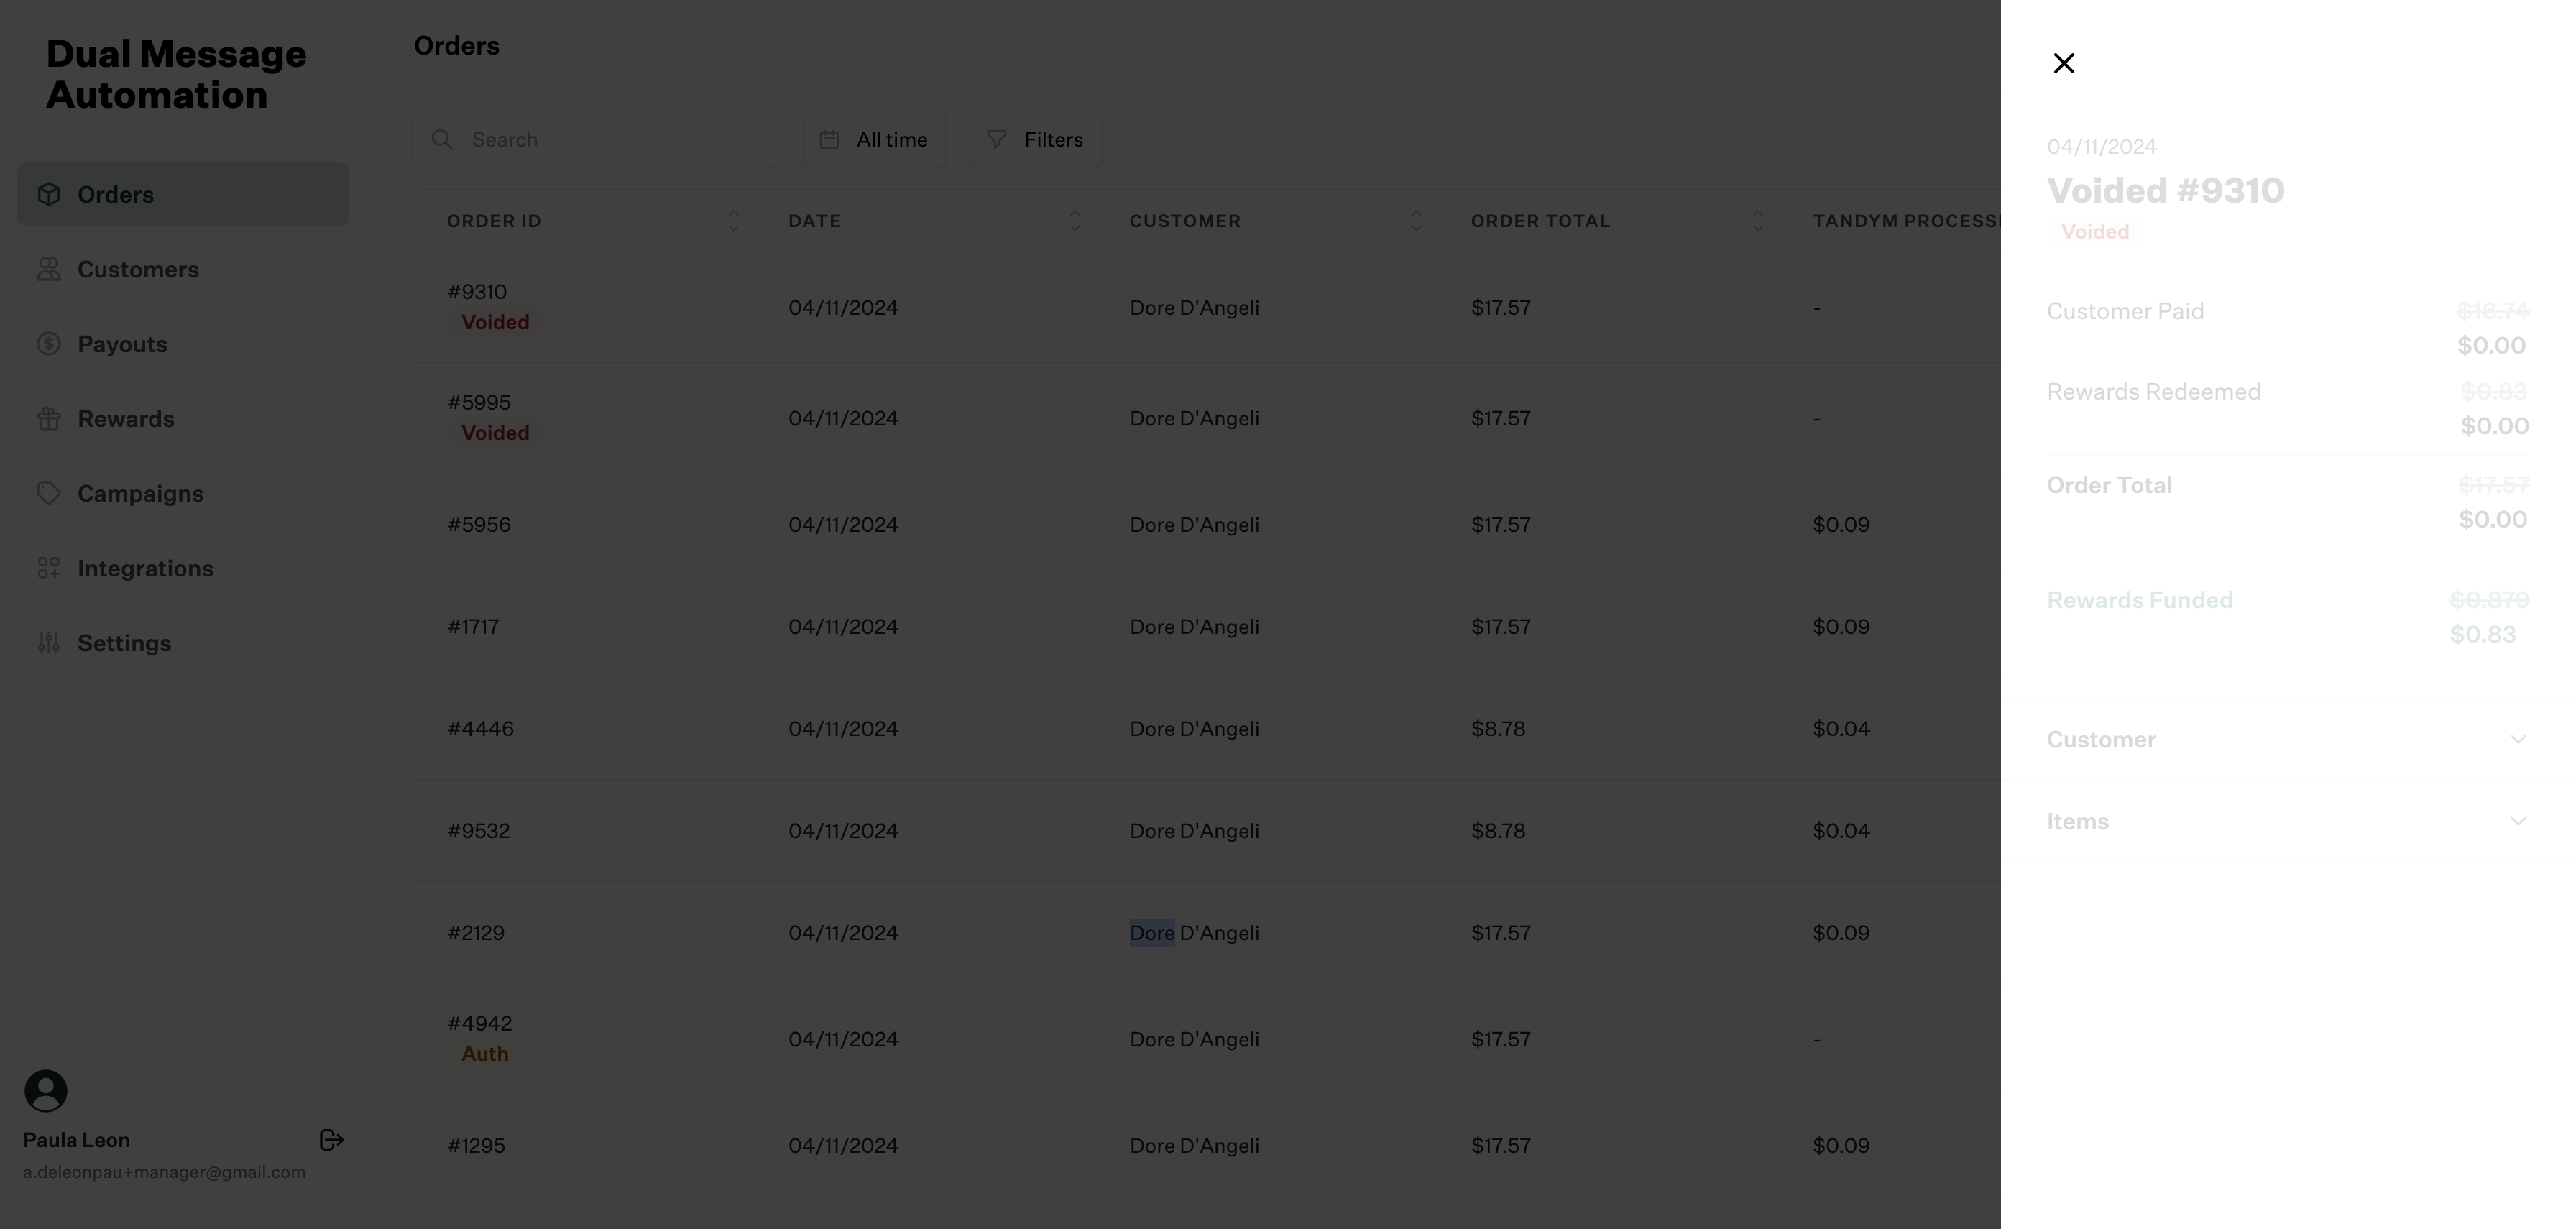 Dual Message
Automation
Orders
Customers
Payouts
Rewards
Campaigns
Integrations
Settings
Paula Leon
a.deleonpau+manager@gmail.com
Orders
Search
All time
Filters
ORDER ID DATE CUSTOMER ORDER TOTAL TANDYM
#9310
Voided
04/11/2024 Dore D'Angeli $17.57 -
#5995
Voided
04/11/2024 Dore D'Angeli $17.57 -
#5956 04/11/2024 Dore D'Angeli $17.57 $0.09
#1717 04/11/2024 Dore D'Angeli $17.57 $0.09
#4446 04/11/2024 Dore D'Angeli $8.78 $0.04
#9532 04/11/2024 Dore D'Angeli $8.78 $0.04
#2129 04/11/2024 Dore D'Angeli $17.57 $0.09
#4942
Auth
04/11/2024 Dore D'Angeli $17.57 -
#1295 04/11/2024 Dore D'Angeli $17.57 $0.09
04/11/2024
Voided #9310
Voided
Customer Paid $16.74
$0.00
Rewards Redeemed $0.83
$0.00
Order Total $17.57
$0.00
Rewards Funded $0.879
$0.83
Customer
Items